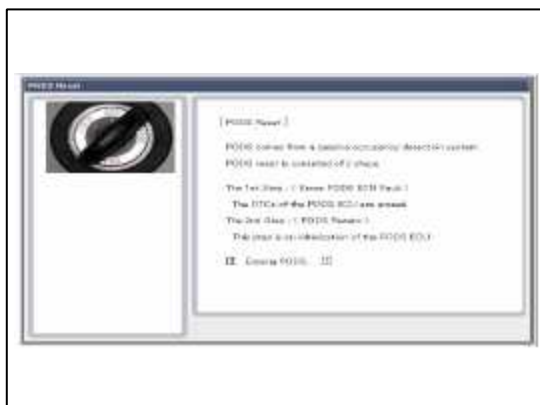 PODS Reset
[ PODS Reset ]
PODS comes from a passive occupancy detection system.
PODS reset is consisted of 2 steps.
The 1st Step : ( Erase PODS ECU Fault )
The DTCs of the PODS ECU are erased.
The 2nd Step : ( PODS Rezero )
This step is an initialization of the PODS ECU.
Erasing PODS